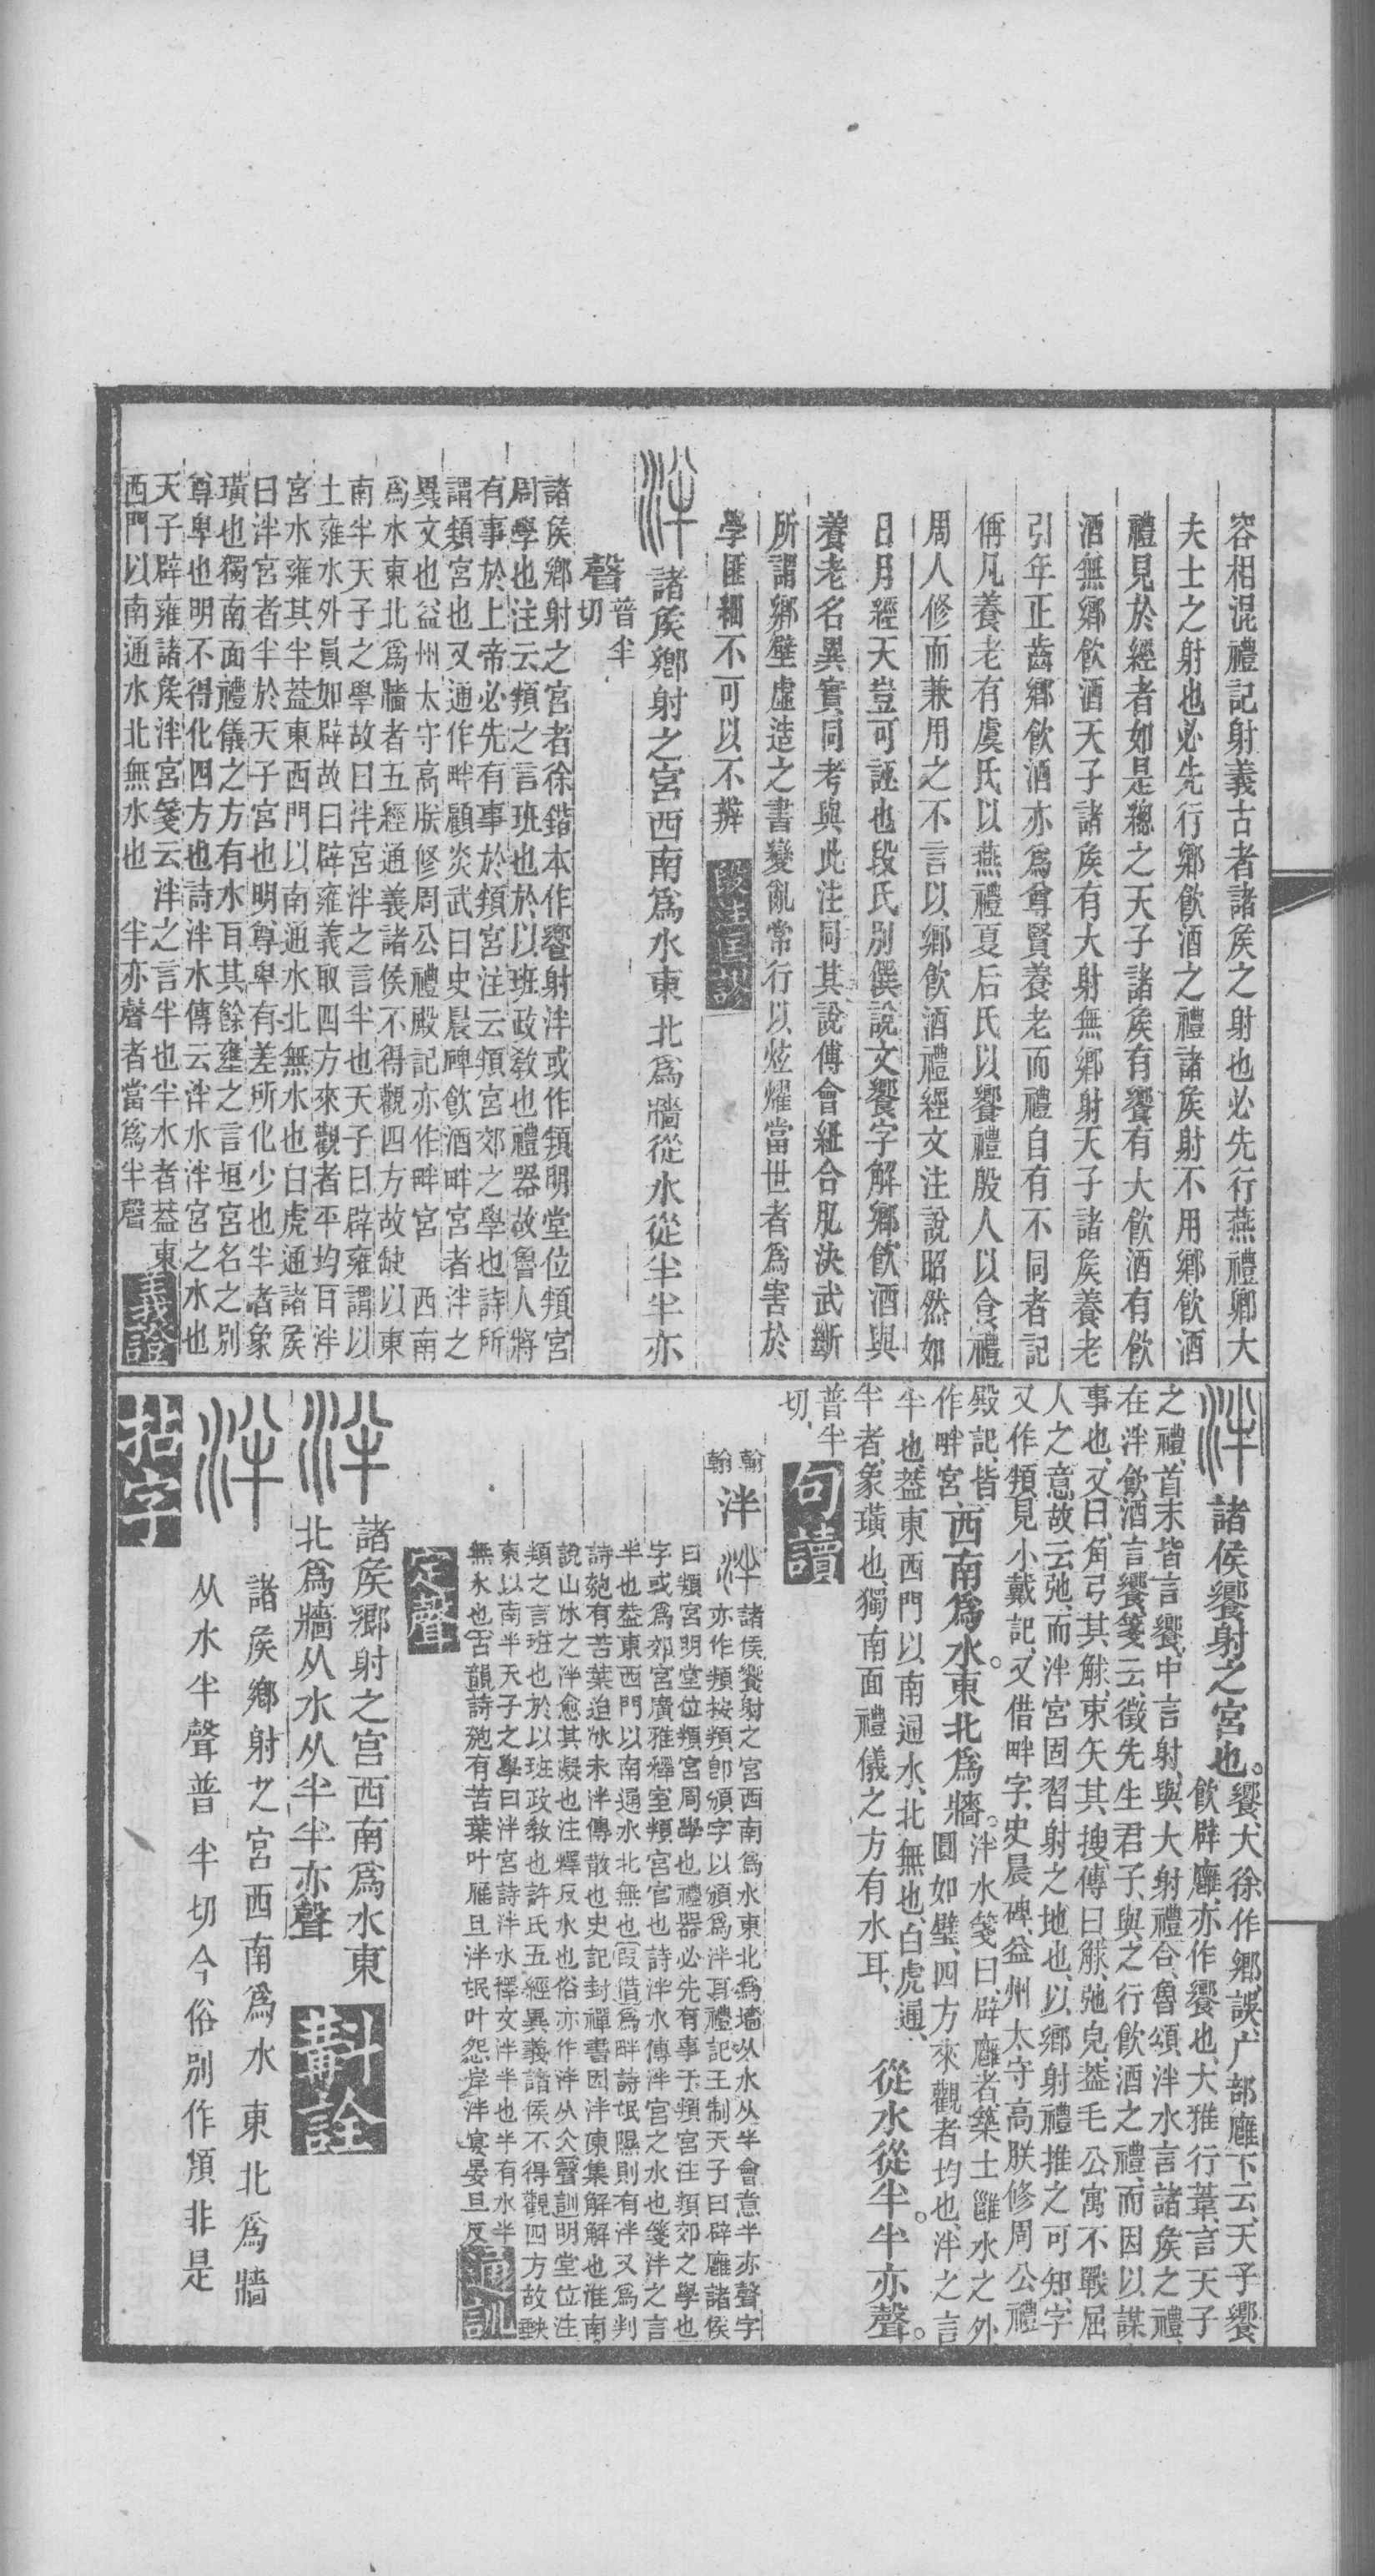 容相混禮記射義古者諸矦之射也必先行燕禮卿大
夫士之射也必先行鄉飮酒之禮諸矦射不用鄉飮酒
禮見於經者如是總之天子諸矦有饗有大飮酒有飮
酒無鄉飮酒天子諸矦有大射無鄉射天子諸矦養老
引年正齒鄉飮酒亦爲尊賢養老而禮自有不同者記
偁凡養老有虞氏以燕禮夏后氏以饗禮殷人以食禮
周人修而兼用之不言以鄉飮酒禮經文注說昭然如
日月經天豈可誣也段氏別僎說文饗字解鄉飮酒與
養老名異實同考與此注同其說傅會紐合肊決武斷
所謂鄉壁虛造之書變亂常行以炫耀當世者爲害於
學匪細不可以不辨 段注匡謬
泮 諸矦鄉射之宮西南爲水東北爲牆從水從半半亦
聲 普半切
諸矦鄉射之宮者徐鍇本作饗射泮或作頖明堂位頖宮
周學也注云頖之言班也於以班政敎也禮器故魯人將
有事於上帝必先有事於頖宮注云頖宮郊之學也詩所
謂頖宮也又通作畔顧炎武曰史晨碑飮酒畔宮者泮之
異文也益州太守高朕修周公禮殿記亦作畔宮 西南
爲水東北爲牆者五經通義諸侯不得觀四方故缺以東
南半天子之學故曰泮宮泮之言半也天子曰辟雍謂以
土雍水外員如辟故曰辟雍義取四方來觀者平均百泮
宮水雍其半葢東西門以南通水北無水也白虎通諸矦
曰泮宮者半於天子宮也明尊卑有差所化少也半者象
璜也獨南面禮儀之方有水百其餘壅之言垣宮名之別
尊卑也明不得化四方也詩泮水傳云泮水泮宮之水也
天子辟雍諸矦泮宮箋云泮之言半也半水者葢東
西門以南通水北無水也 半亦聲者當爲半聲 義證
泮 諸侯饗射之宮也。饗大徐作鄉、誤、广部廱下云、天子饗
飮辟廱、亦作饗也、大雅行葦、言天子
之禮、首末皆言饗、中言射、與大射禮合、魯頌泮水言、諸矦之禮、
在泮飮酒言饗、箋云、徵先生君子、與之行飮酒之禮、而因以謀
事也、又曰、角弓其觩、束矢其搜、傳曰、觩、弛皃、葢毛公寓不戰屈
人之意、故云弛、而泮宮固習射之地也、以鄉射禮推之可知、字
又作頖、見小戴記、又借畔字、史晨碑、益州太守高朕修周公禮
殿記、皆作畔宮、西南爲水。東北爲牆。泮水箋曰、辟廱者、築土雝水之外
圓如璧、四方來觀者均也、泮之言
半也、葢東西門以南通水、北無也、白虎通、
半者、象璜也、獨南面禮儀之方有水耳、 從水從半。半亦聲。
普半切、 句讀
翰翰 泮 泮 諸侯饗射之宮西南爲水東北爲墻从水从半會意半亦聲字
亦作頖按頖卽頒字以頒爲泮耳禮記王制天子曰辟廱諸侯
曰頖宮明堂位頖宮周學也禮器必先有事于頖宮注頖郊之學也
字或爲郊宮廣雅釋室頖宮官也詩泮水傳泮宮之水也箋泮之言
半也葢東西門以南通水北無也〔叚借〕爲畔詩氓隰則有泮又爲判
詩匏有苦葉迨冰未泮傳散也史記封禪書因泮凍集解解也淮南
說山冰之泮愈其凝也注釋反水也俗亦作泮从仌〔聲訓〕明堂位注
頖之言班也於以班政敎也許氏五經異義諸侯不得觀四方故缺
東以南半天子之學曰泮宮詩泮水釋文泮半也半有水半
無水也〔古韻〕詩匏有苦葉叶雁旦泮氓叶怨岸泮宴晏旦反 通訓
定聲
泮 諸矦鄉射之宮西南爲水東
北爲牆从水从半半亦聲 斠詮
泮 諸矦鄉射之宮西南爲水東北爲牆
从水半聲普半切今俗別作頖非是
拈字